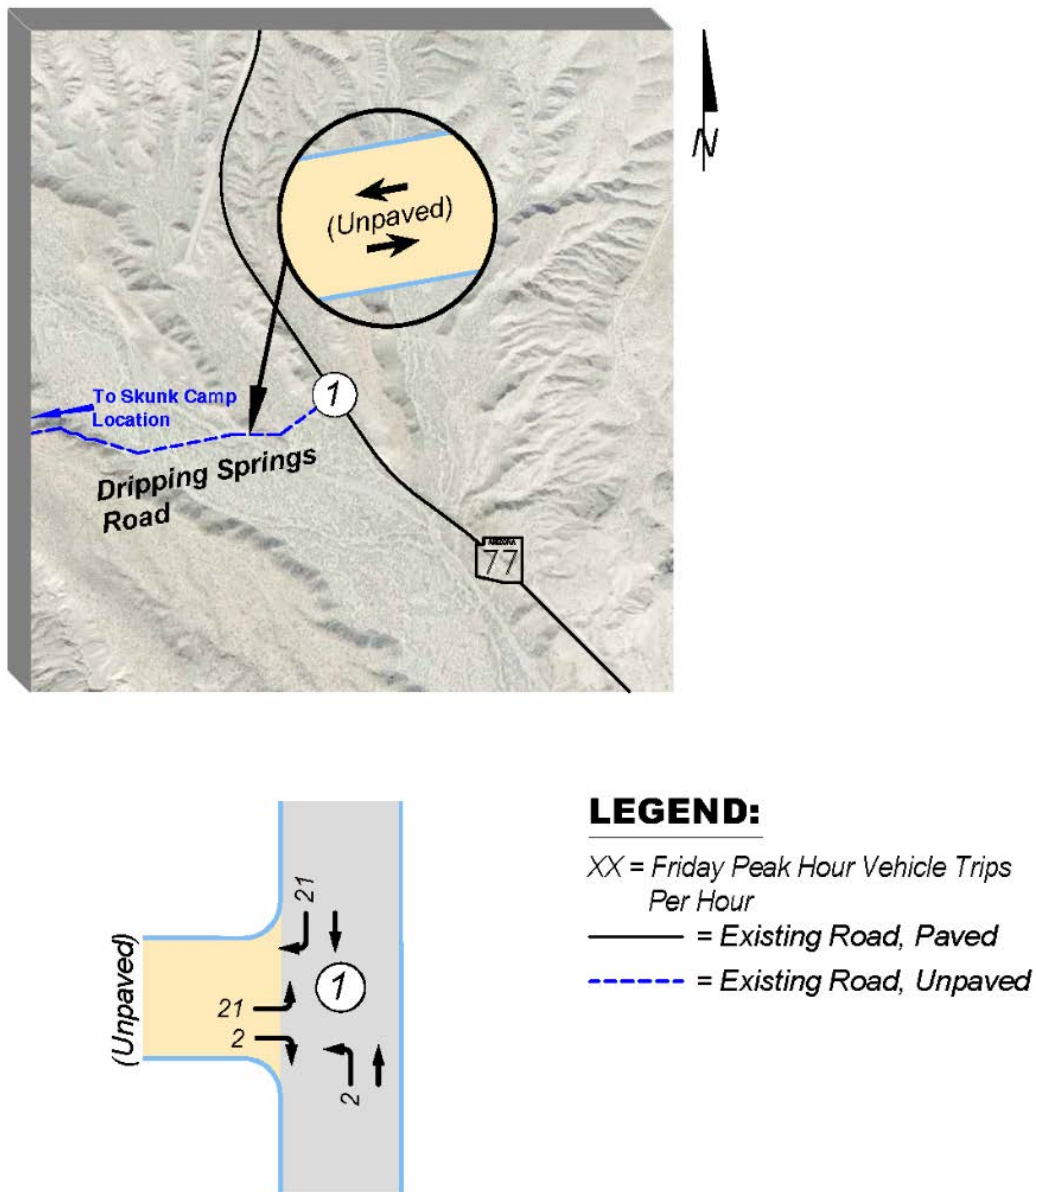 N
(Unpaved)
1
To Skunk Camp
Location
Dripping Springs
Road
ARIZONA
77
LEGEND:
XX = Friday Peak Hour Vehicle Trips
Per Hour
= Existing Road, Paved
= Existing Road, Unpaved
21
(Unpaved)
1
21
2
2